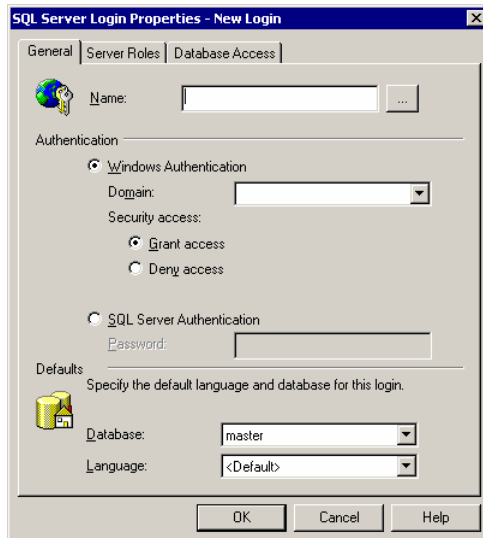 SQL Server Login Properties - New Login
General Server Roles Database Access
Name: ...
Authentication
Windows Authentication
Domain:
Security access:
Grant access
Deny access
SQL Server Authentication
Password:
Defaults
Specify the default language and database for this login.
Database: master
Language: <Default>
OK Cancel Help